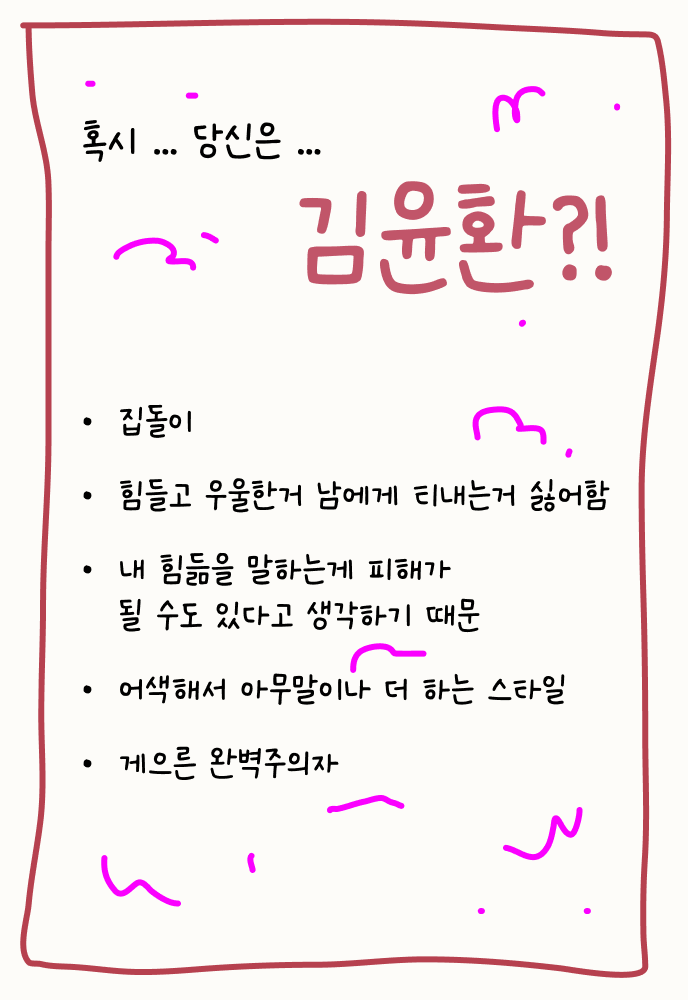 혹시 ... 당신은 ...
김윤환?!
• 집돌이
• 힘들고 우울한거 남에게 티내는거 싫어함
• 내 힘듦을 말하는게 피해가
될 수도 있다고 생각하기 때문
• 어색해서 아무말이나 더 하는 스타일
• 게으른 완벽주의자